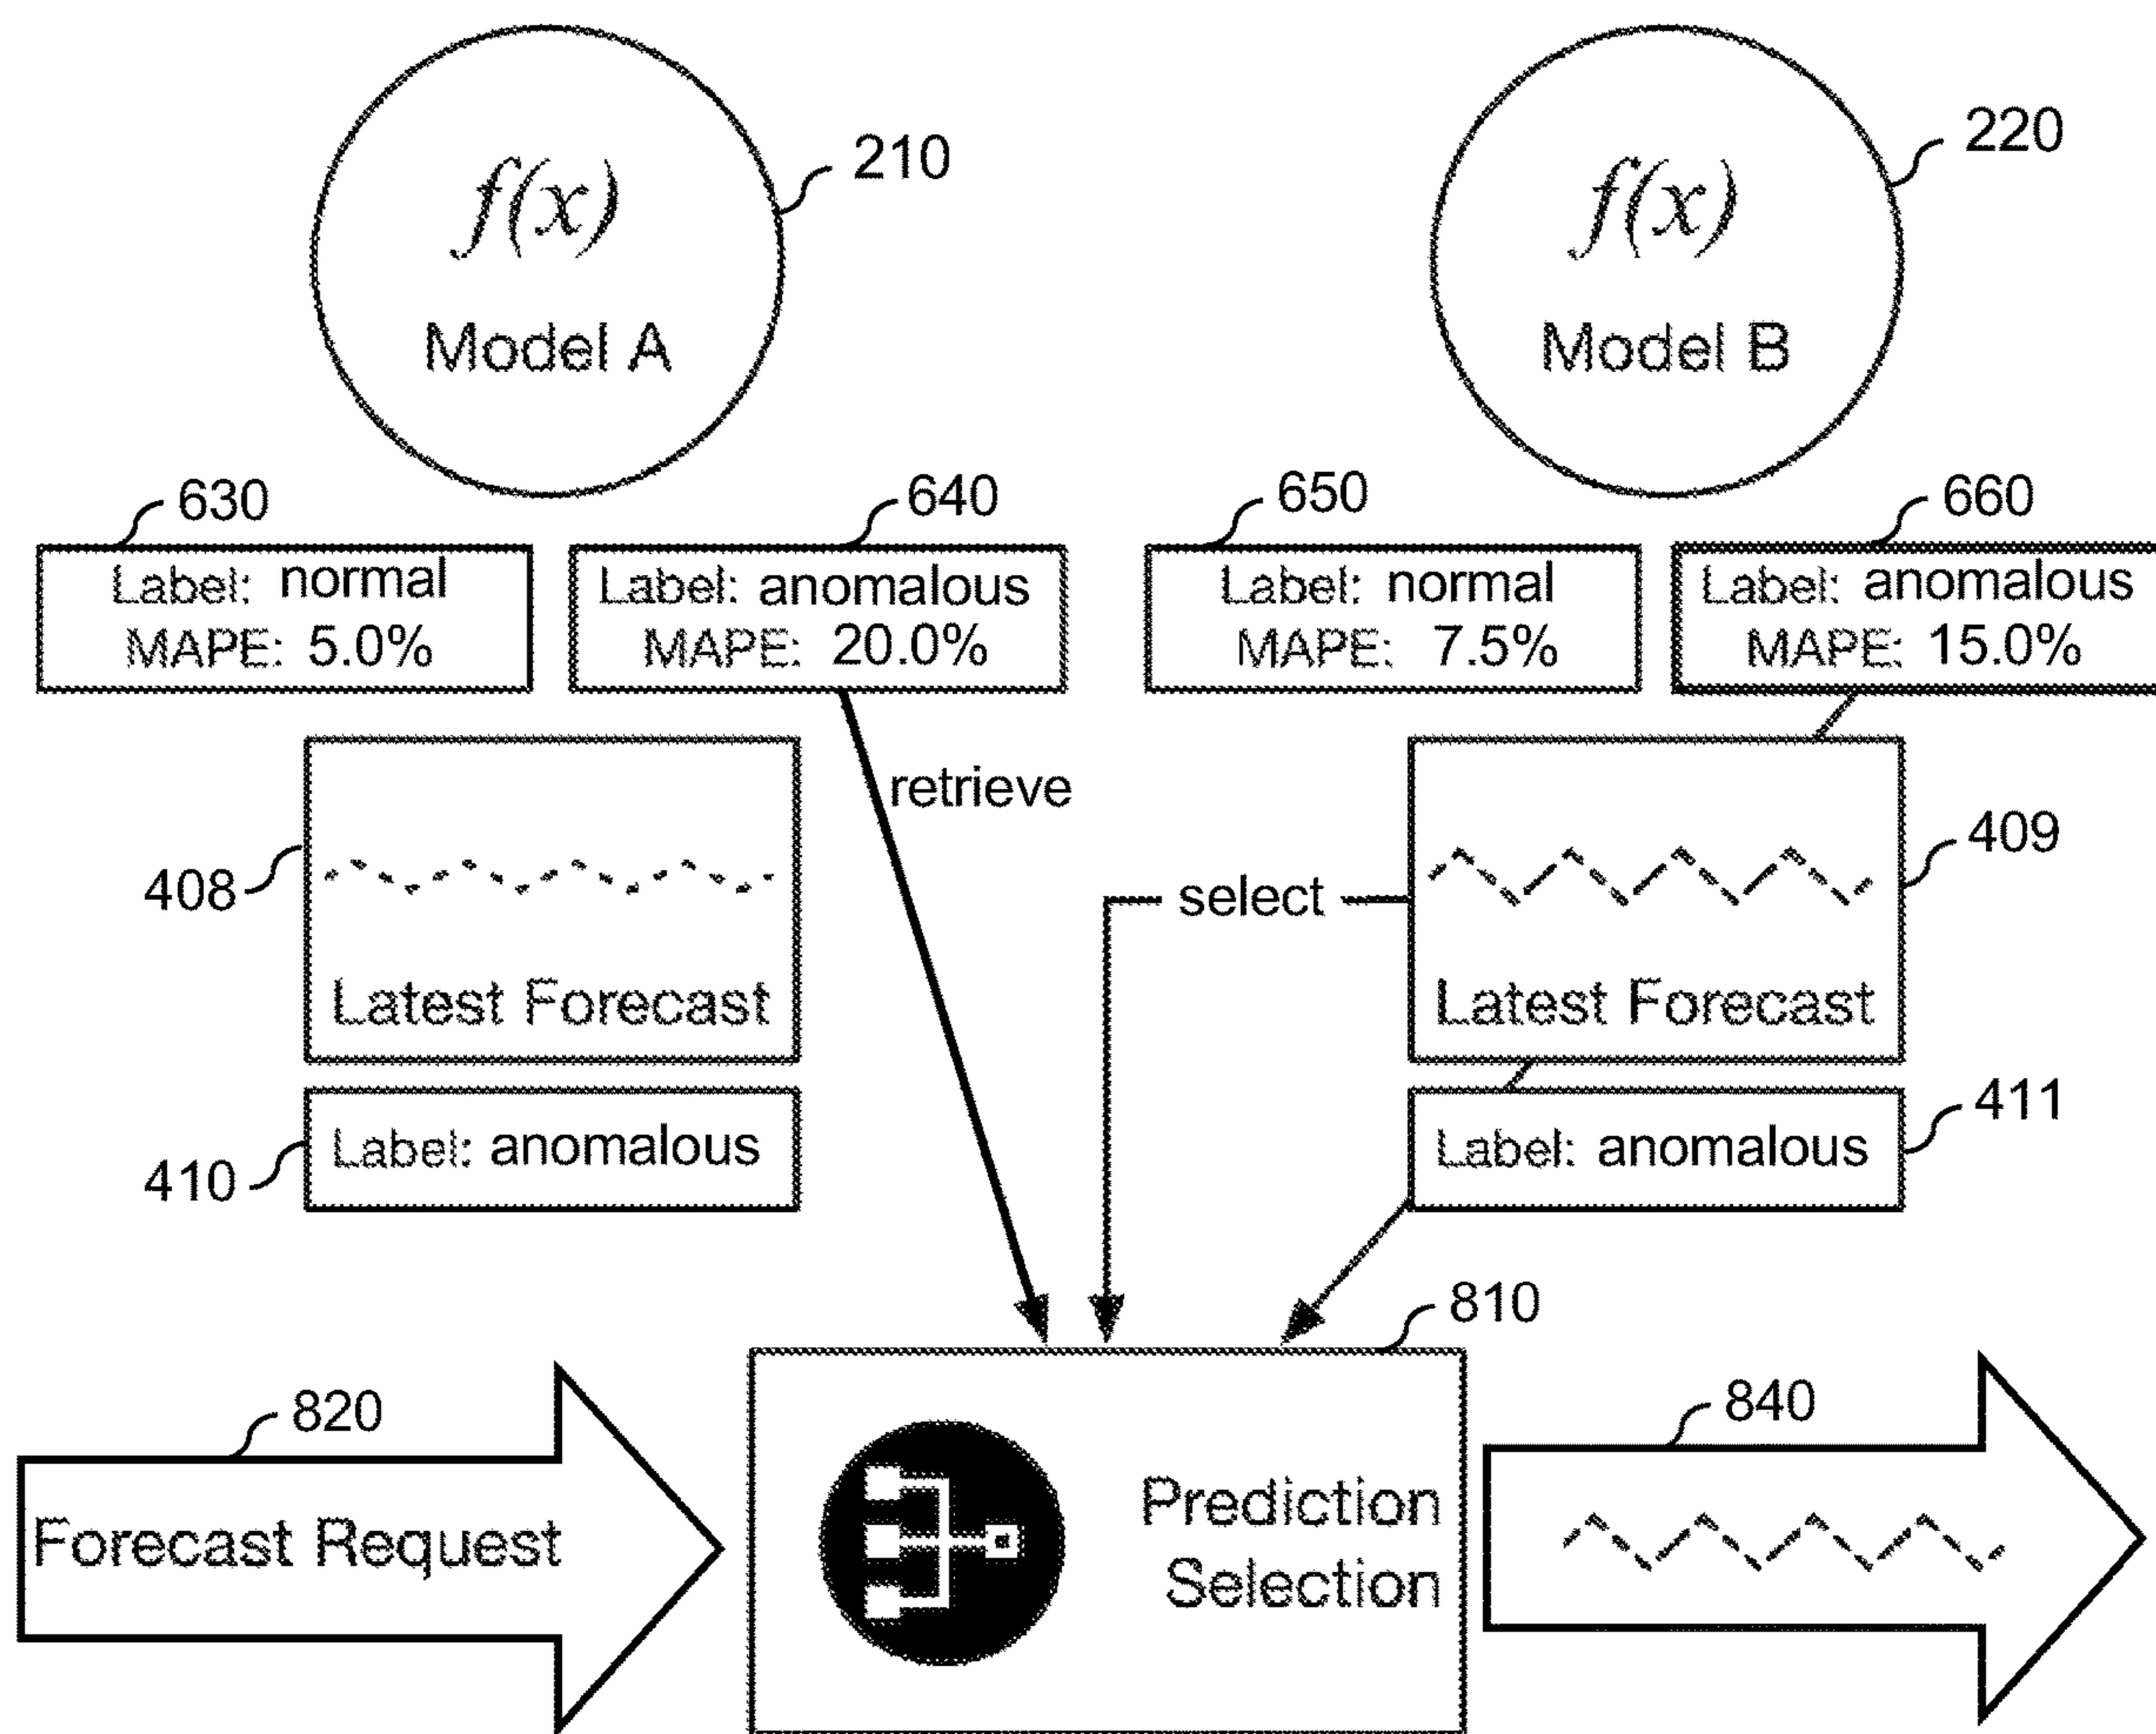 f(x)
Model A
210
f(x)
Model B
220
630
Label: normal
MAPE: 5.0%
640
Label: anomalous
MAPE: 20.0%
650
Label: normal
MAPE: 7.5%
660
Label: anomalous
MAPE: 15.0%
retrieve
408
Latest Forecast
select
409
Latest Forecast
410
Label: anomalous
411
Label: anomalous
810
820
Forecast Request
Prediction
Selection
840